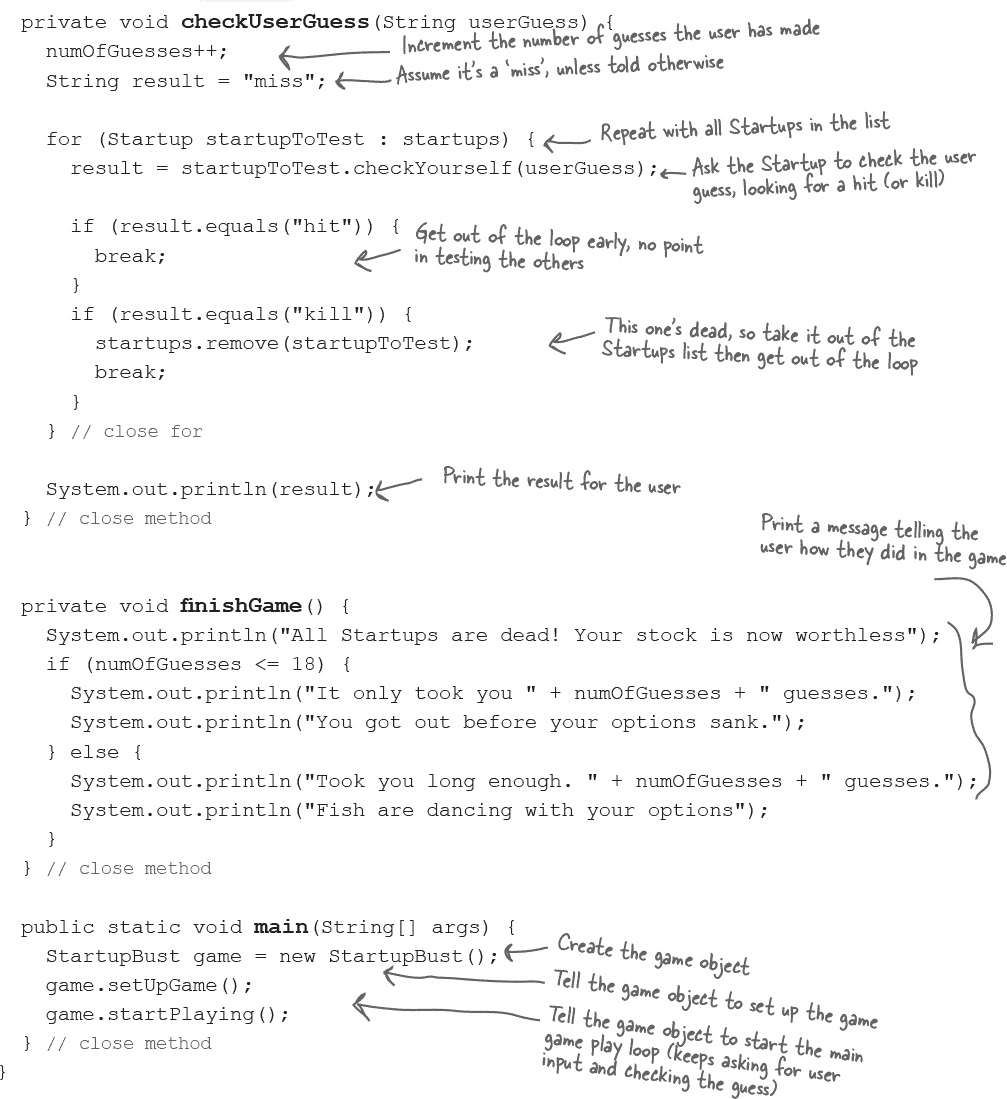 private void checkUserGuess(String userGuess) {
numOfGuesses++;
Increment the number of guesses the user has made
String result = "miss";
Assume it's a 'miss', unless told otherwise
for (Startup startupToTest : startups) {
Repeat with all Startups in the list
result = startupToTest.checkYourself(userGuess);
Ask the Startup to check the user
guess, looking for a hit (or kill)
if (result.equals("hit")) {
Get out of the loop early, no point
in testing the others
break;
}
if (result.equals("kill")) {
This one's dead, so take it out of the
Startups list then get out of the loop
startups.remove(startupToTest);
break;
}
} // close for
System.out.println(result);
Print the result for the user
} // close method
Print a message telling the
user how they did in the game
private void finishGame() {
System.out.println("All Startups are dead! Your stock is now worthless");
if (numOfGuesses <= 18) {
System.out.println("It only took you " + numOfGuesses + " guesses.");
System.out.println("You got out before your options sank.");
} else {
System.out.println("Took you long enough. " + numOfGuesses + " guesses.");
System.out.println("Fish are dancing with your options");
}
} // close method
public static void main(String[] args) {
StartupBust game = new StartupBust();
Create the game object
game.setUpGame();
Tell the game object to set up the game
game.startPlaying();
Tell the game object to start the main
game play loop (keeps asking for user
input and checking the guess)
} // close method
}